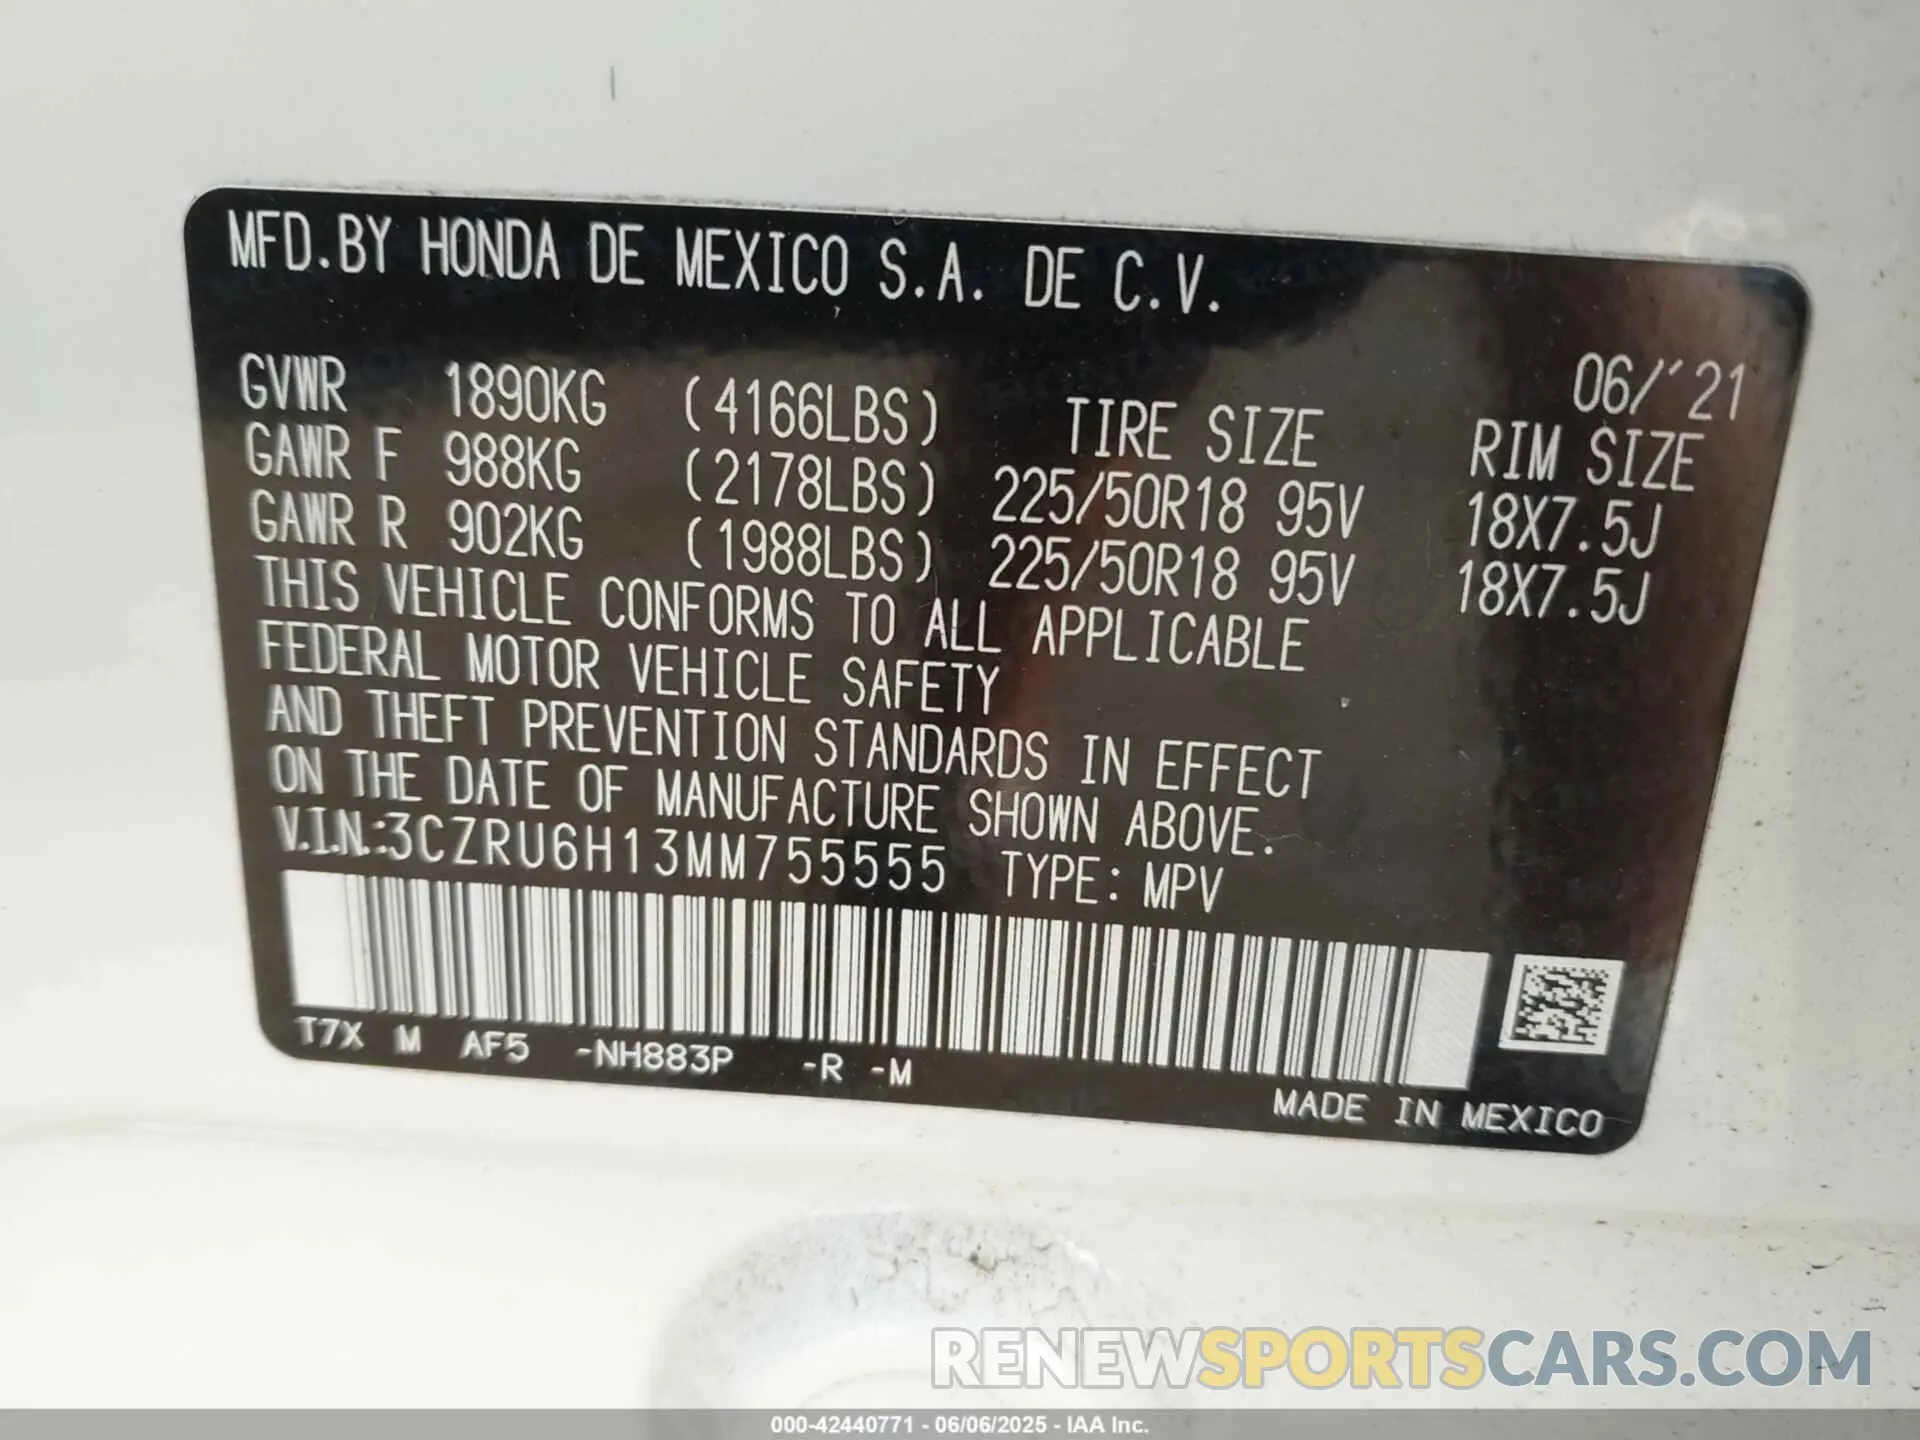 MFD.BY HONDA DE MEXICO S.A. DE C.V.
06/'21
GVWR 1890KG (4166LBS) TIRE SIZE RIM SIZE
GAWR F 988KG (2178LBS) 225/50R18 95V 18X7.5J
GAWR R 902KG (1988LBS) 225/50R18 95V 18X7.5J
THIS VEHICLE CONFORMS TO ALL APPLICABLE
FEDERAL MOTOR VEHICLE SAFETY
AND THEFT PREVENTION STANDARDS IN EFFECT
ON THE DATE OF MANUFACTURE SHOWN ABOVE.
V.I.N.:3CZRU6H13MM755555 TYPE: MPV
T7X M AF5 -NH883P -R -M
MADE IN MEXICO
RENEWSPORTSCARS.COM
000-42440771 - 06/06/2025 - IAA Inc.